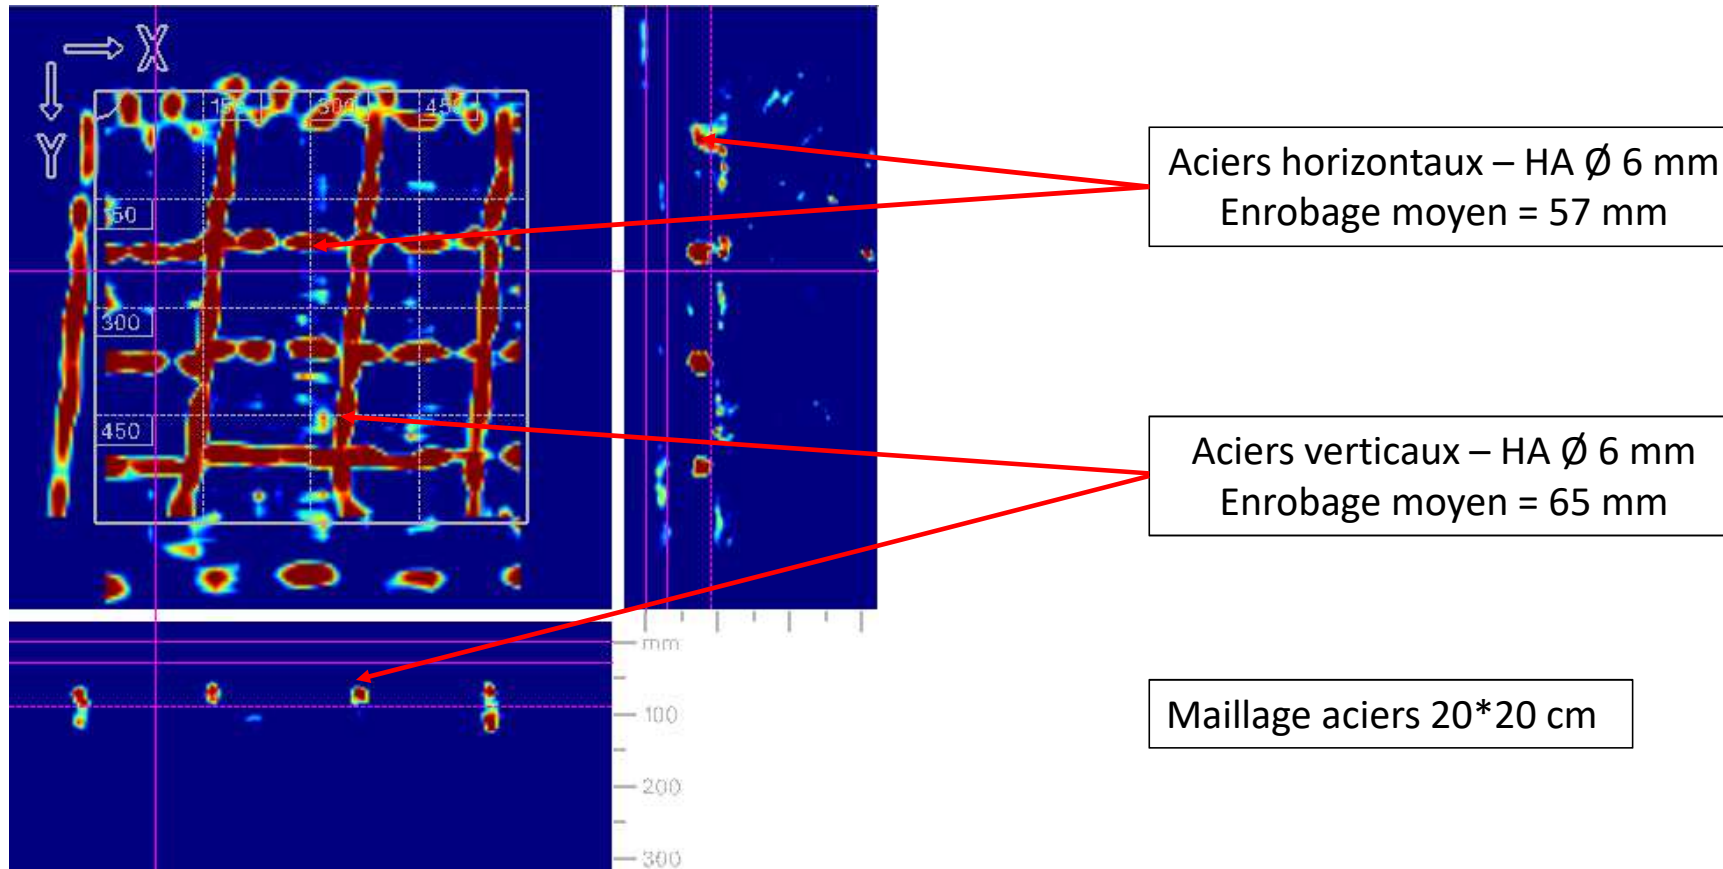 X
Y
150
300
450
150
300
450
mm
100
200
300
Aciers horizontaux – HA Ø 6 mm
Enrobage moyen = 57 mm
Aciers verticaux – HA Ø 6 mm
Enrobage moyen = 65 mm
Maillage aciers 20*20 cm